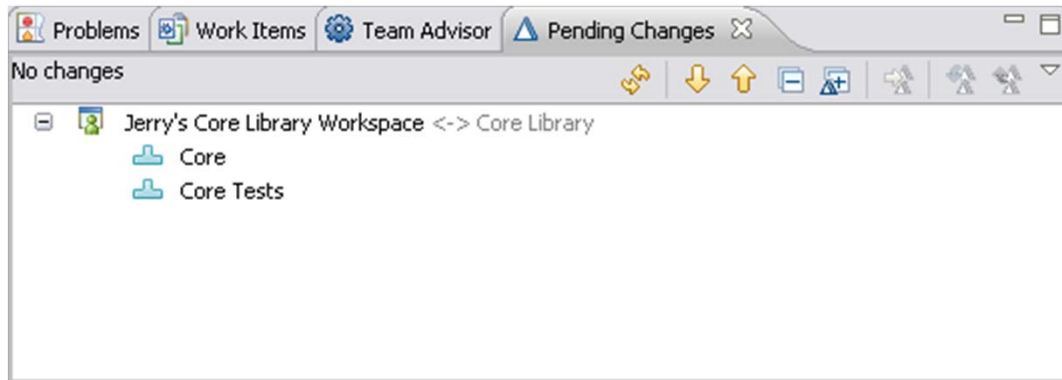 Problems Work Items Team Advisor Pending Changes
No changes
Jerry's Core Library Workspace <-> Core Library
Core
Core Tests